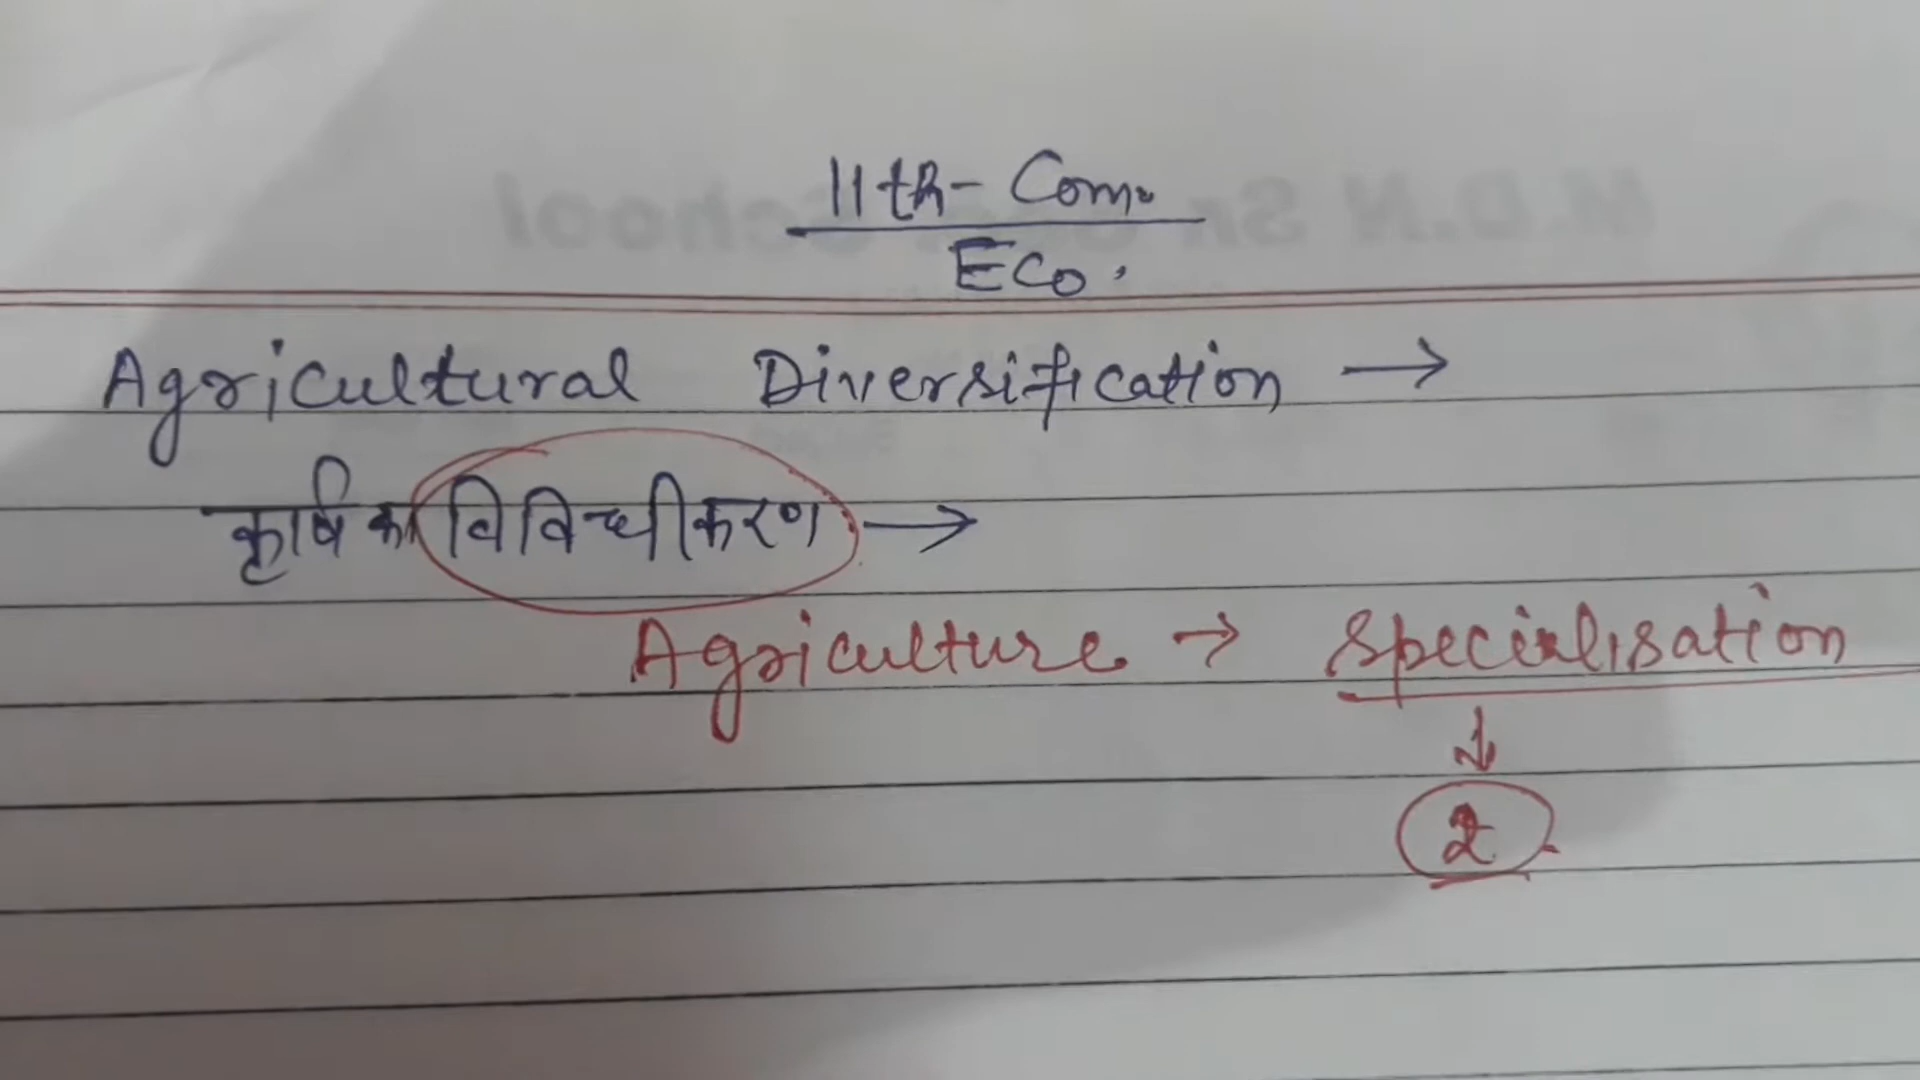 11th- Com.
Eco.
Agricultural Diversification →
कृषि का विविधीकरण →
Agriculture → Specialisation
↓
2